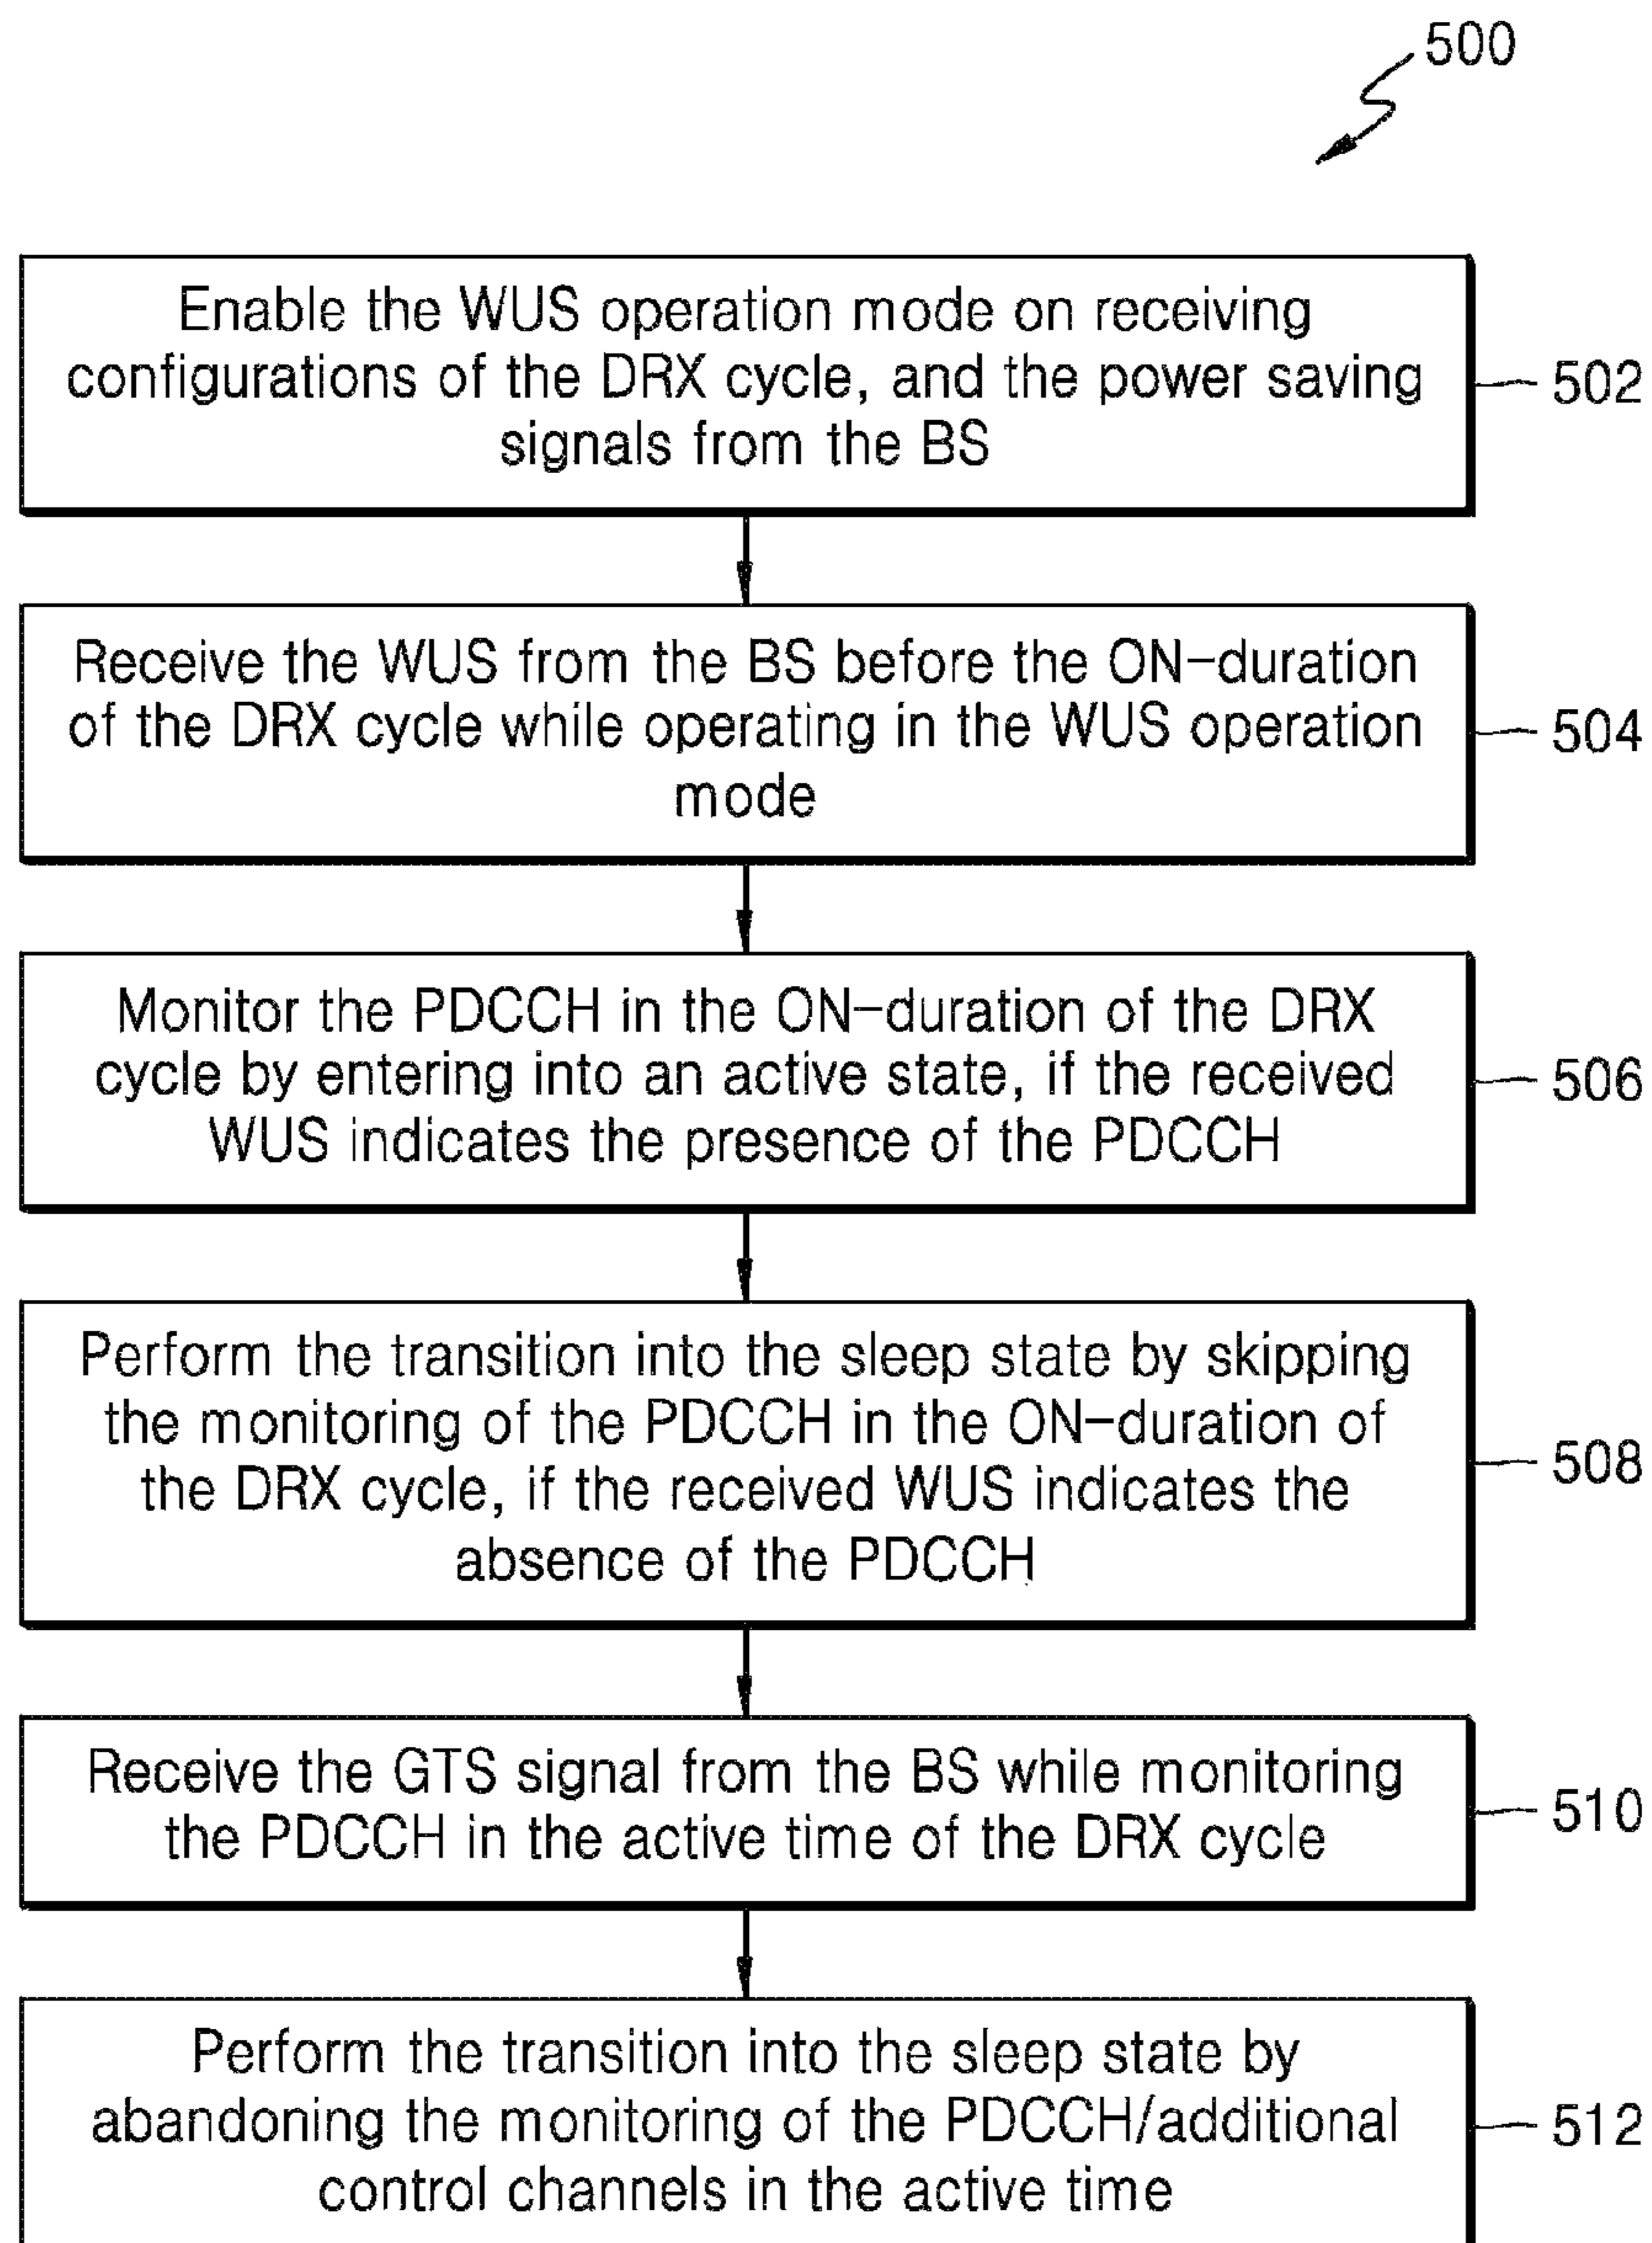 500
Enable the WUS operation mode on receiving
configurations of the DRX cycle, and the power saving
signals from the BS
502
Receive the WUS from the BS before the ON-duration
of the DRX cycle while operating in the WUS operation
mode
504
Monitor the PDCCH in the ON-duration of the DRX
cycle by entering into an active state, if the received
WUS indicates the presence of the PDCCH
506
Perform the transition into the sleep state by skipping
the monitoring of the PDCCH in the ON-duration of
the DRX cycle, if the received WUS indicates the
absence of the PDCCH
508
Receive the GTS signal from the BS while monitoring
the PDCCH in the active time of the DRX cycle
510
Perform the transition into the sleep state by
abandoning the monitoring of the PDCCH/additional
control channels in the active time
512